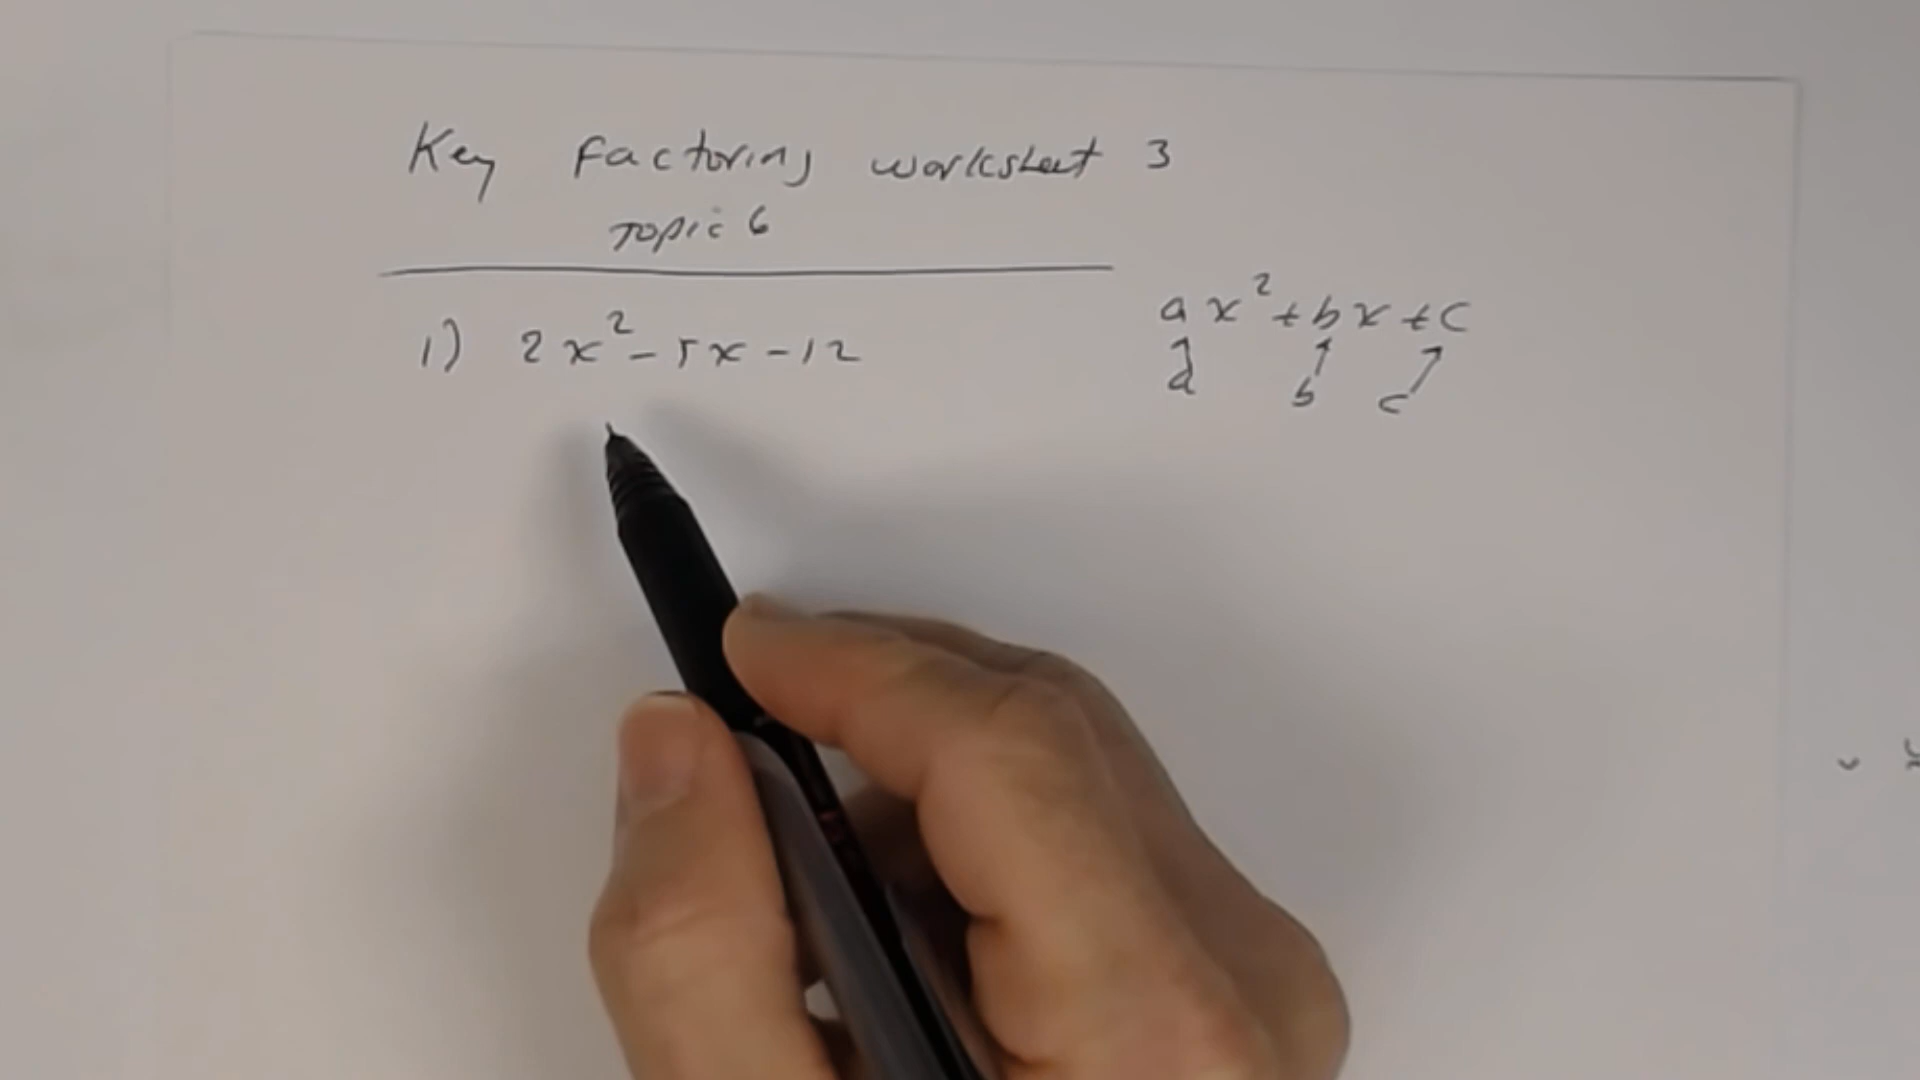 Key Factoring worksheet 3
Topic 6
1) 2x² - 5x - 12
ax² + bx + c
a b c